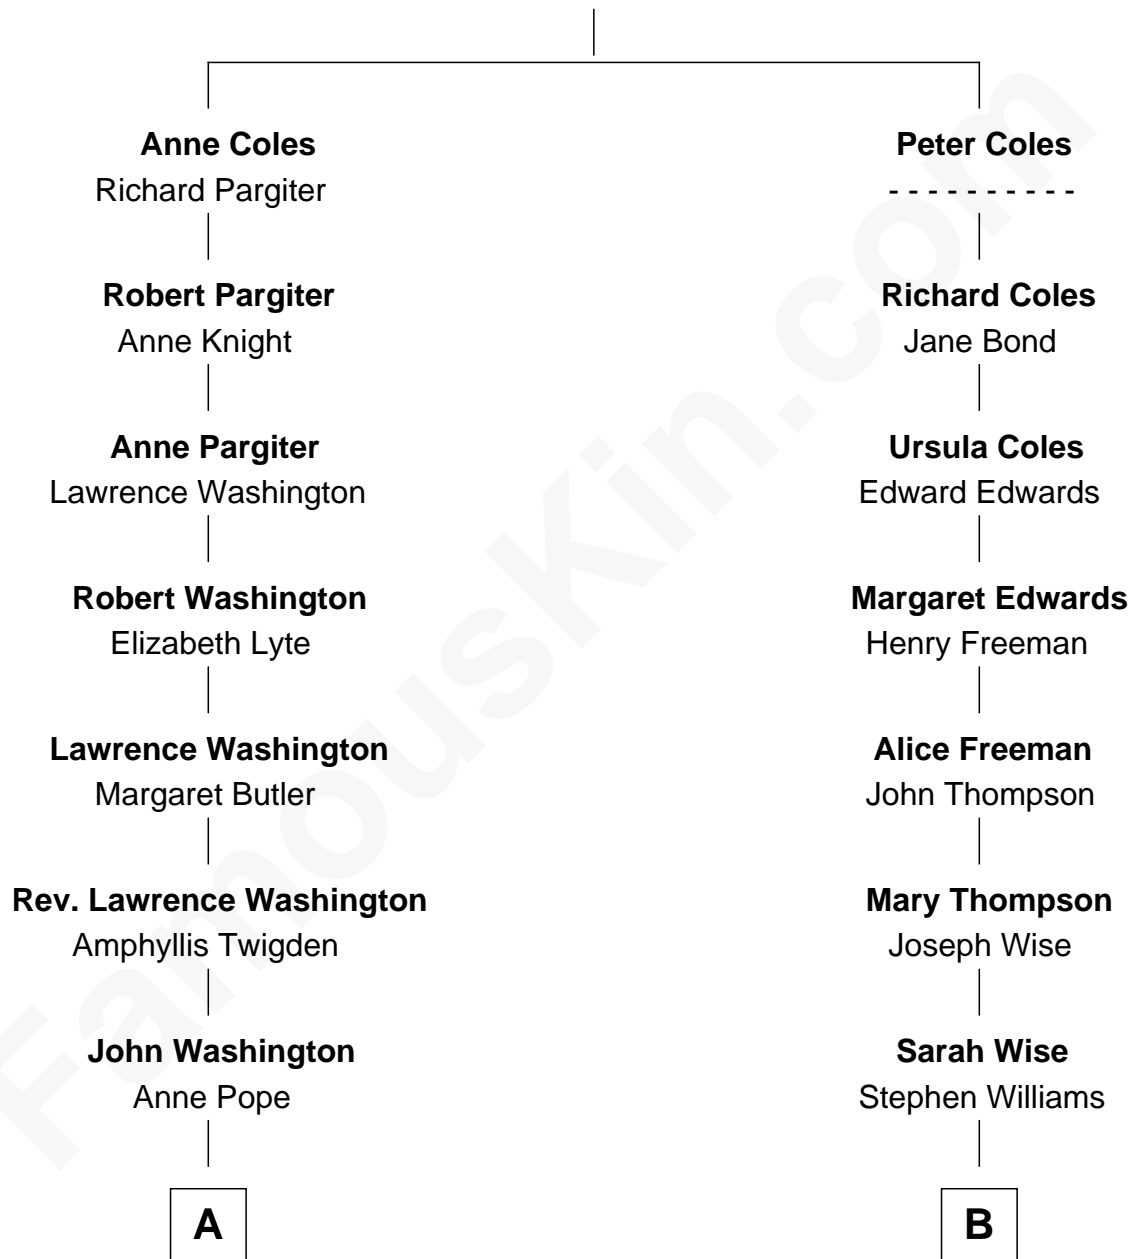 Anne Coles
Richard Pargiter
Robert Pargiter
Anne Knight
Anne Pargiter
Lawrence Washington
Robert Washington
Elizabeth Lyte
Lawrence Washington
Margaret Butler
Rev. Lawrence Washington
Amphyllis Twigden
John Washington
Anne Pope
A
Peter Coles
- - - - - - - - - -
Richard Coles
Jane Bond
Ursula Coles
Edward Edwards
Margaret Edwards
Henry Freeman
Alice Freeman
John Thompson
Mary Thompson
Joseph Wise
Sarah Wise
Stephen Williams
B
FamousKin.com